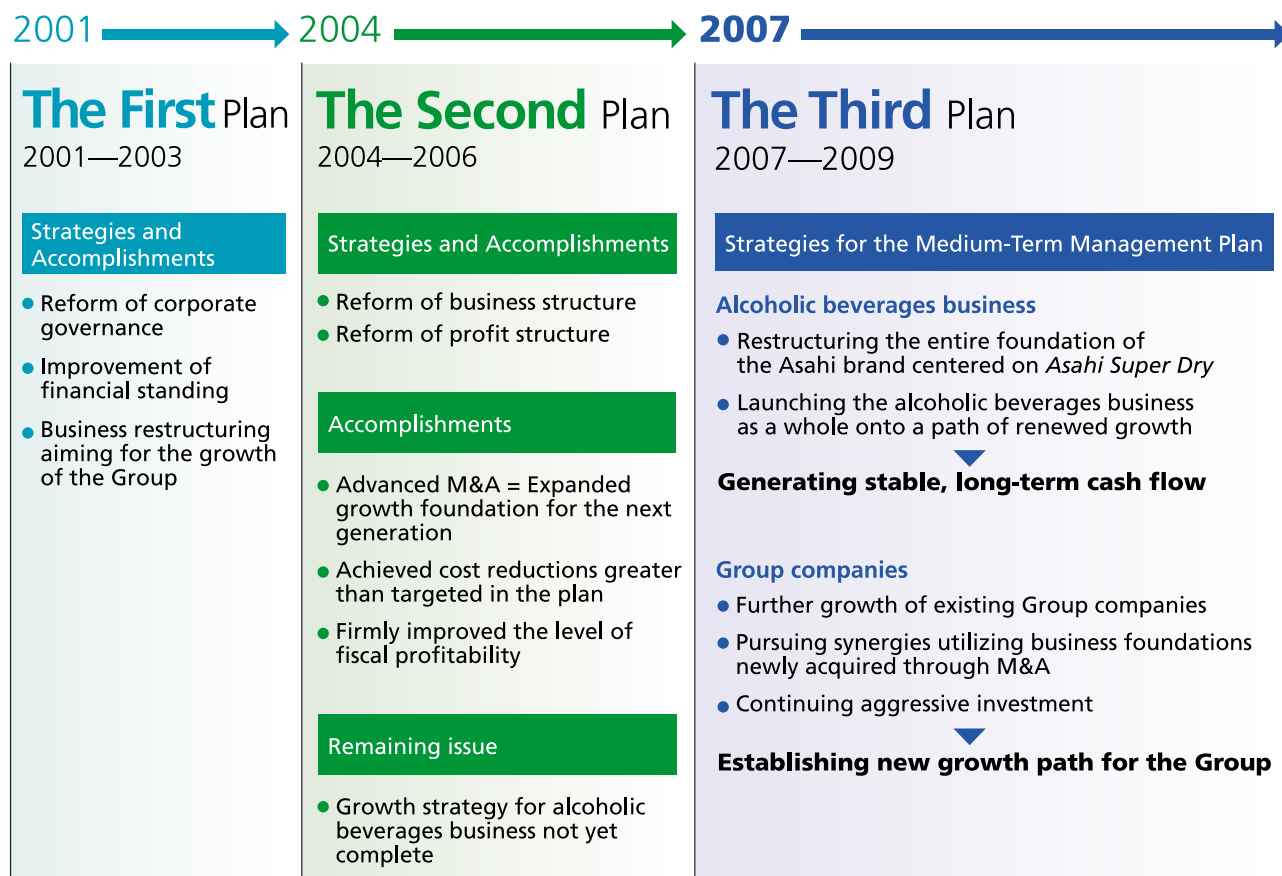 2001
2004
2007
The First Plan
2001—2003
Strategies and
Accomplishments
Reform of corporate
governance
Improvement of
financial standing
Business restructuring
aiming for the growth
of the Group
The Second Plan
2004—2006
Strategies and Accomplishments
Reform of business structure
Reform of profit structure
Accomplishments
Advanced M&A = Expanded
growth foundation for the next
generation
Achieved cost reductions greater
than targeted in the plan
Firmly improved the level of
fiscal profitability
Remaining issue
Growth strategy for alcoholic
beverages business not yet
complete
The Third Plan
2007—2009
Strategies for the Medium-Term Management Plan
Alcoholic beverages business
Restructuring the entire foundation of
the Asahi brand centered on Asahi Super Dry
Launching the alcoholic beverages business
as a whole onto a path of renewed growth
Generating stable, long-term cash flow
Group companies
Further growth of existing Group companies
Pursuing synergies utilizing business foundations
newly acquired through M&A
Continuing aggressive investment
Establishing new growth path for the Group